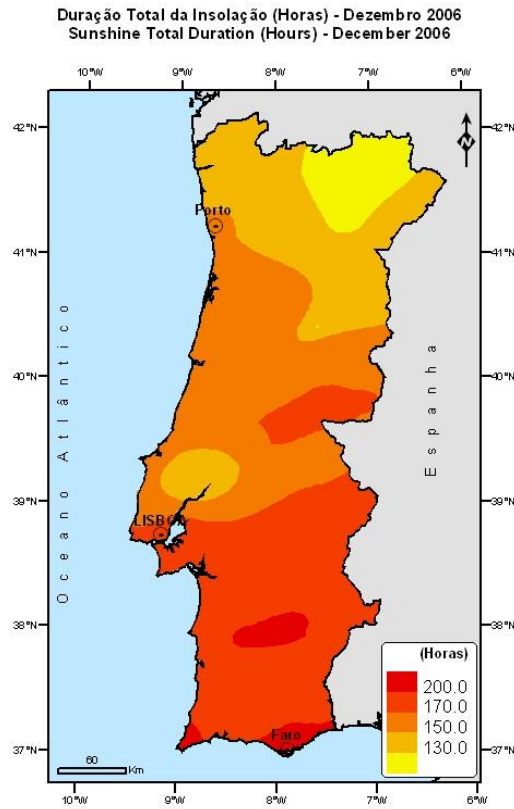 Duração Total da Insolação (Horas) - Dezembro 2006
Sunshine Total Duration (Hours) - December 2006
10°W 9°W 8°W 7°W 6°W
42°N 42°N
Porto
41°N 41°N
Oceano Atlântico
Espanha
40°N 40°N
39°N 39°N
LISBOA
38°N 38°N
(Horas)
200.0
170.0
150.0
130.0
Faro
37°N 37°N
60
Km
10°W 9°W 8°W 7°W 6°W